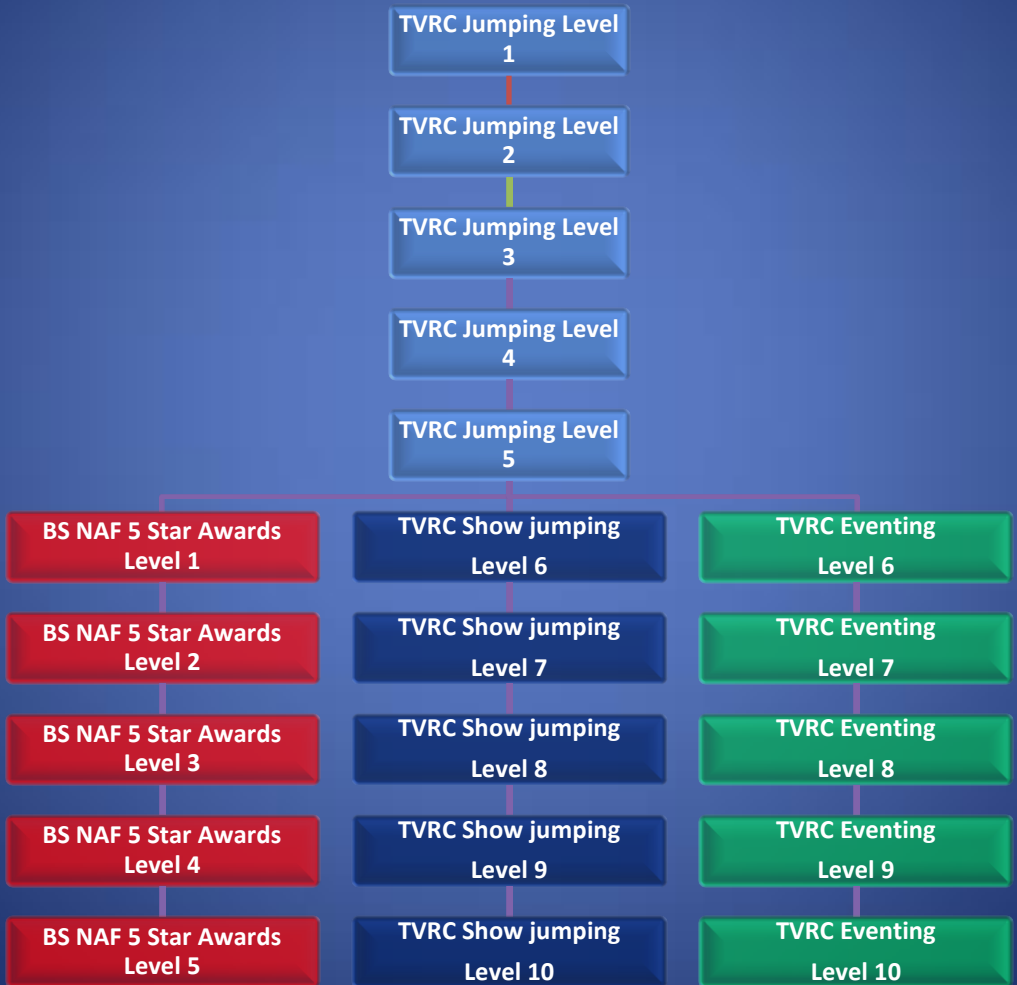 TVRC Jumping Level
1
TVRC Jumping Level
2
TVRC Jumping Level
3
TVRC Jumping Level
4
TVRC Jumping Level
5
BS NAF 5 Star Awards
Level 1
TVRC Show jumping
Level 6
TVRC Eventing
Level 6
BS NAF 5 Star Awards
Level 2
TVRC Show jumping
Level 7
TVRC Eventing
Level 7
BS NAF 5 Star Awards
Level 3
TVRC Show jumping
Level 8
TVRC Eventing
Level 8
BS NAF 5 Star Awards
Level 4
TVRC Show jumping
Level 9
TVRC Eventing
Level 9
BS NAF 5 Star Awards
Level 5
TVRC Show jumping
Level 10
TVRC Eventing
Level 10